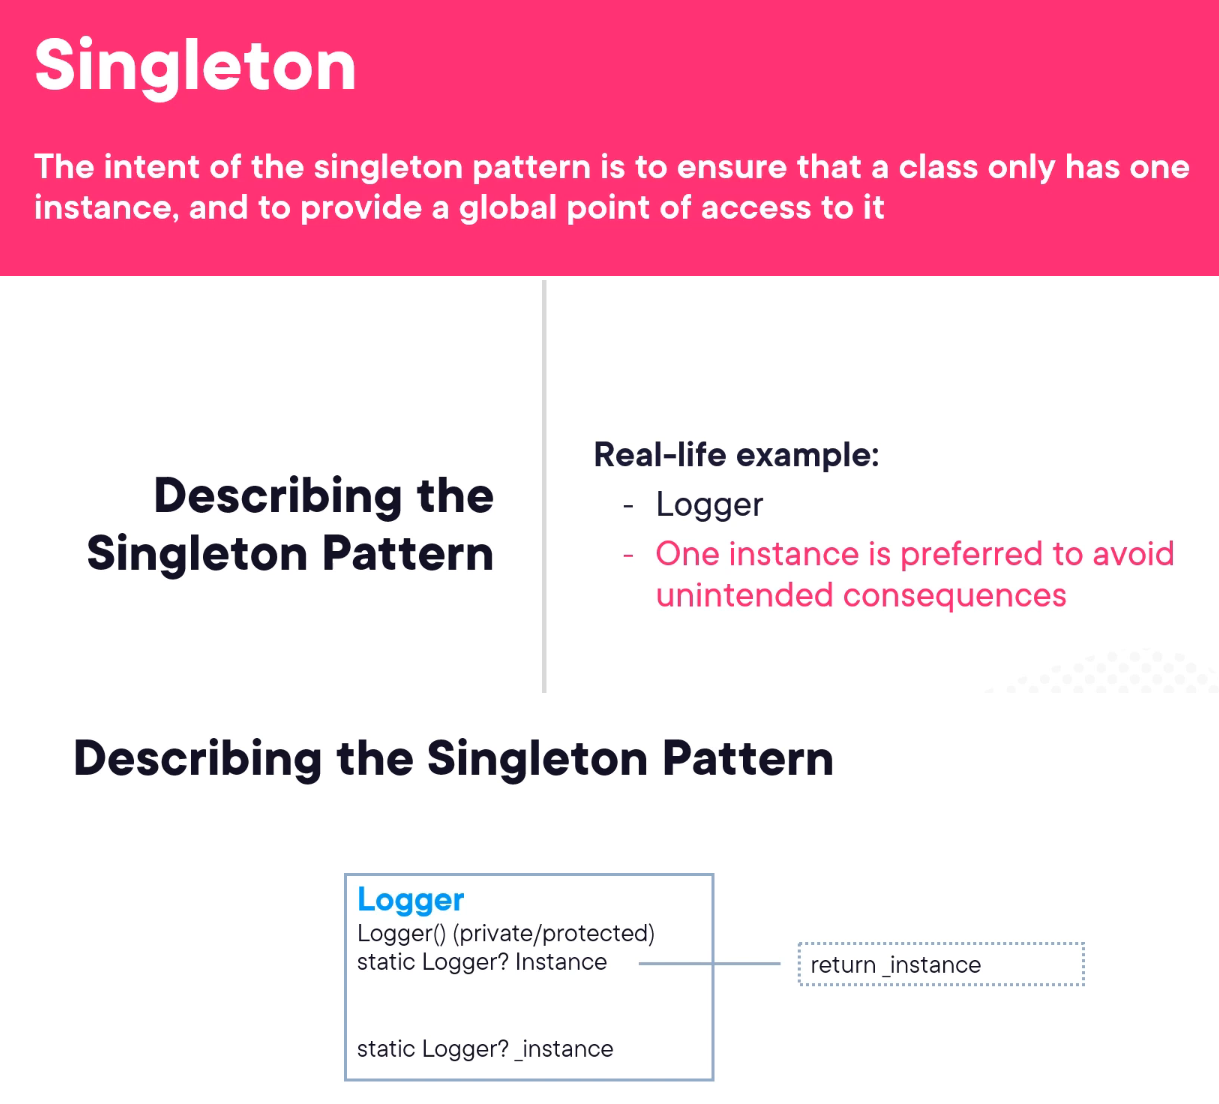 Singleton
The intent of the singleton pattern is to ensure that a class only has one
instance, and to provide a global point of access to it
Describing the
Singleton Pattern
Real-life example:
- Logger
- One instance is preferred to avoid
unintended consequences
Describing the Singleton Pattern
Logger
Logger() (private/protected)
static Logger? Instance
return _instance
static Logger? _instance